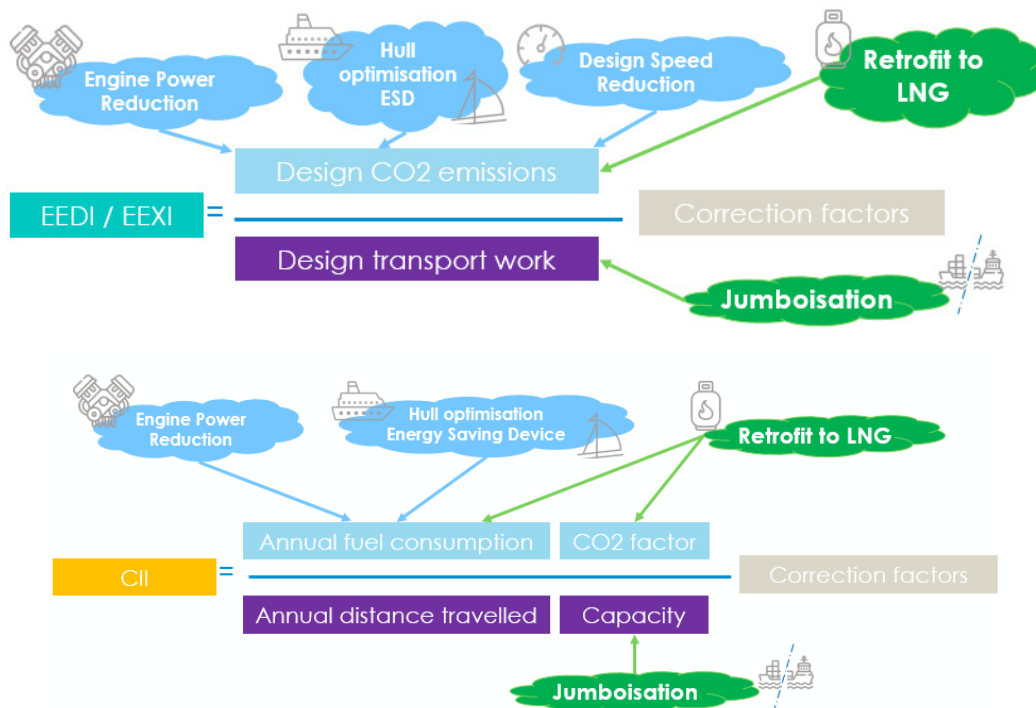 Engine Power
Reduction
Hull
optimisation
ESD
Design Speed
Reduction
Retrofit to
LNG
Design CO2 emissions
EEDI / EEXI
=
Correction factors
Design transport work
Jumboisation
Engine Power
Reduction
Hull optimisation
Energy Saving Device
Retrofit to LNG
Annual fuel consumption
CO2 factor
CII
=
Correction factors
Annual distance travelled
Capacity
Jumboisation